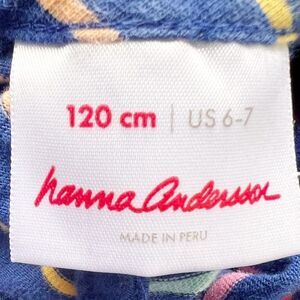 120 cm | US 6-7
hanna andersson
MADE IN PERU